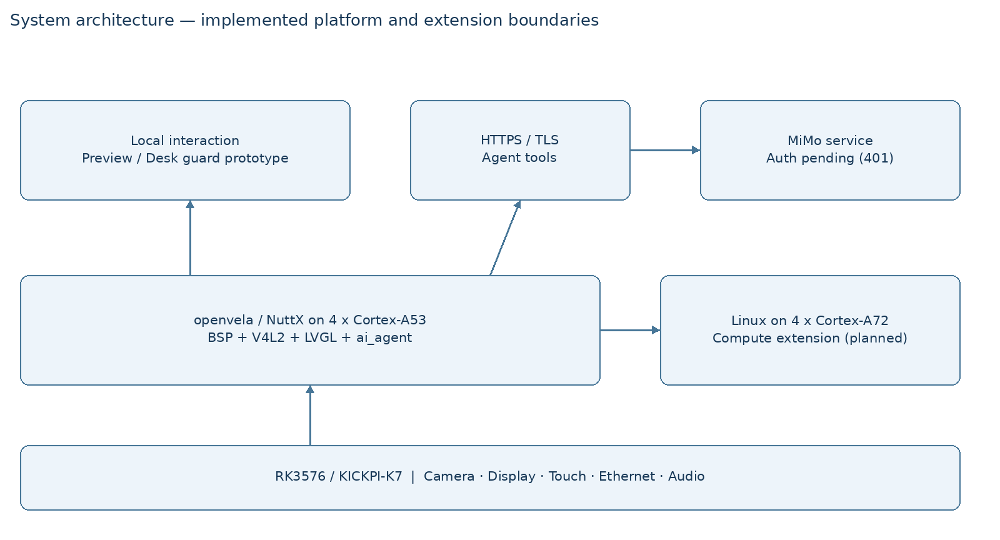 System architecture — implemented platform and extension boundaries
Local interaction
Preview / Desk guard prototype
HTTPS / TLS
Agent tools
MiMo service
Auth pending (401)
openvela / NuttX on 4 x Cortex-A53
BSP + V4L2 + LVGL + ai_agent
Linux on 4 x Cortex-A72
Compute extension (planned)
RK3576 / KICKPI-K7  |  Camera · Display · Touch · Ethernet · Audio